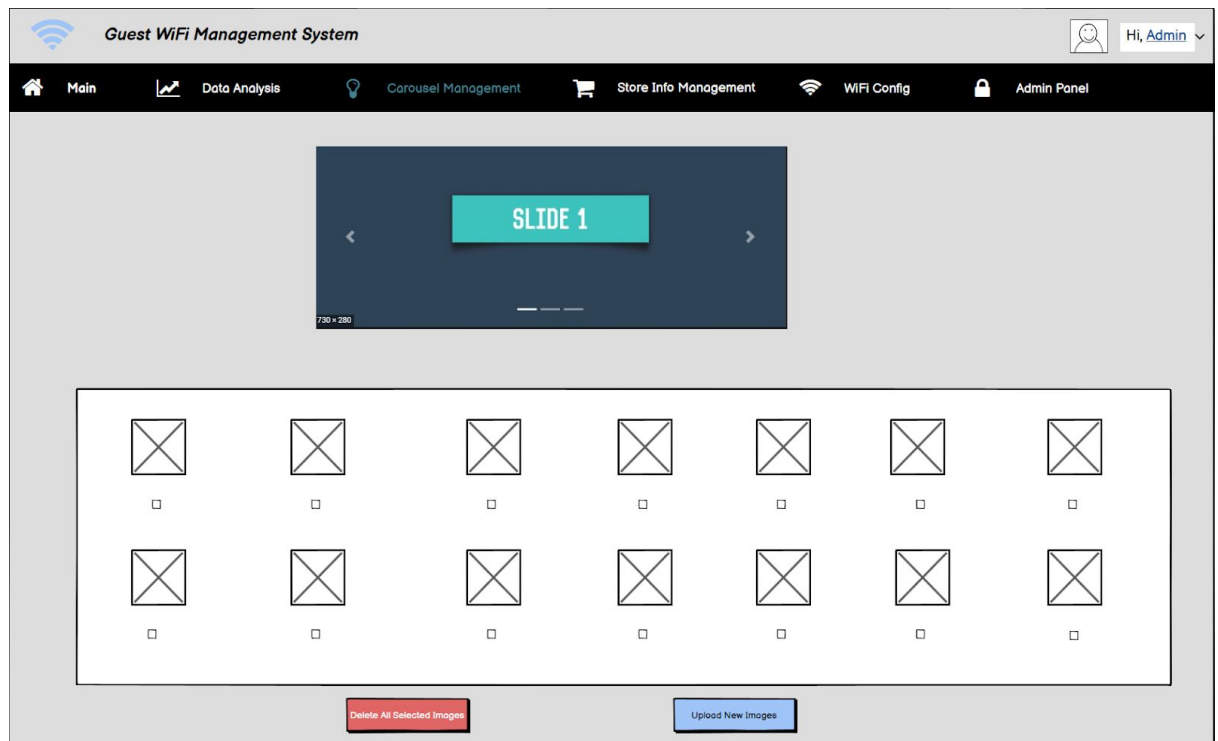 Guest WiFi Management System
Hi, Admin
Main
Data Analysis
Carousel Management
Store Info Management
WiFi Config
Admin Panel
SLIDE 1
730 × 280
Delete All Selected Images
Upload New Images